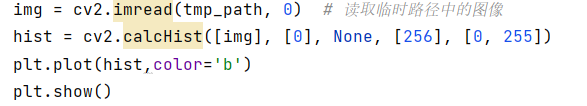 img = cv2.imread(tmp_path, 0)  # 读取临时路径中的图像
hist = cv2.calcHist([img], [0], None, [256], [0, 255])
plt.plot(hist,color='b')
plt.show()